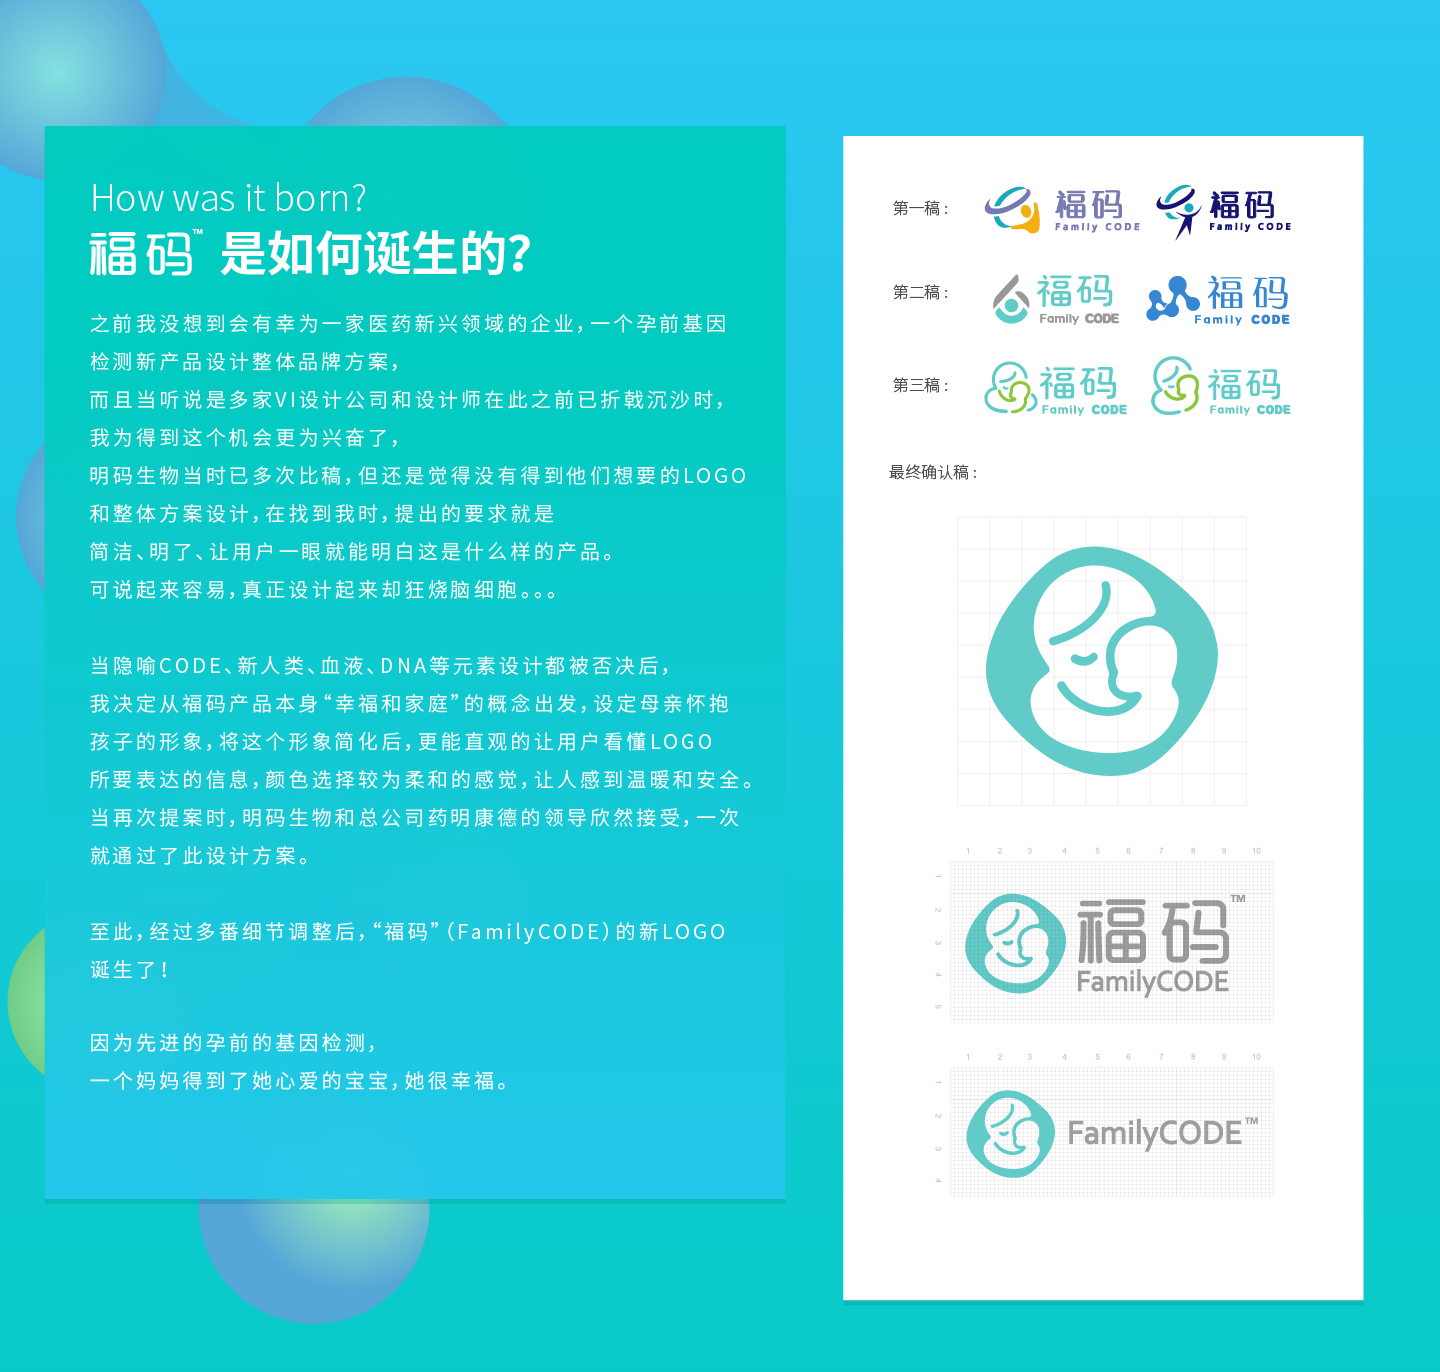 How was it born?
福码™ 是如何诞生的?
之前我没想到会有幸为一家医药新兴领域的企业，一个孕前基因
检测新产品设计整体品牌方案，
而且当听说是多家VI设计公司和设计师在此之前已折戟沉沙时，
我为得到这个机会更为兴奋了，
明码生物当时已多次比稿，但还是觉得没有得到他们想要的LOGO
和整体方案设计，在找到我时，提出的要求就是
简洁、明了、让用户一眼就能明白这是什么样的产品。
可说起来容易，真正设计起来却狂烧脑细胞。。。
当隐喻CODE、新人类、血液、DNA等元素设计都被否决后，
我决定从福码产品本身“幸福和家庭”的概念出发，设定母亲怀抱
孩子的形象，将这个形象简化后，更能直观的让用户看懂LOGO
所要表达的信息，颜色选择较为柔和的感觉，让人感到温暖和安全。
当再次提案时，明码生物和总公司药明康德的领导欣然接受，一次
就通过了此设计方案。
至此，经过多番细节调整后，“福码”（FamilyCODE）的新LOGO
诞生了！
因为先进的孕前的基因检测，
一个妈妈得到了她心爱的宝宝，她很幸福。
第一稿：
福码
Family CODE
福码
Family CODE
第二稿：
福码
Family CODE
福码
Family CODE
第三稿：
福码
Family CODE
福码
Family CODE
最终确认稿：
1 2 3 4 5 6 7 8 9 10
1
2
3
4
5
福码™
FamilyCODE
1 2 3 4 5 6 7 8 9 10
1
2
3
4
FamilyCODE™